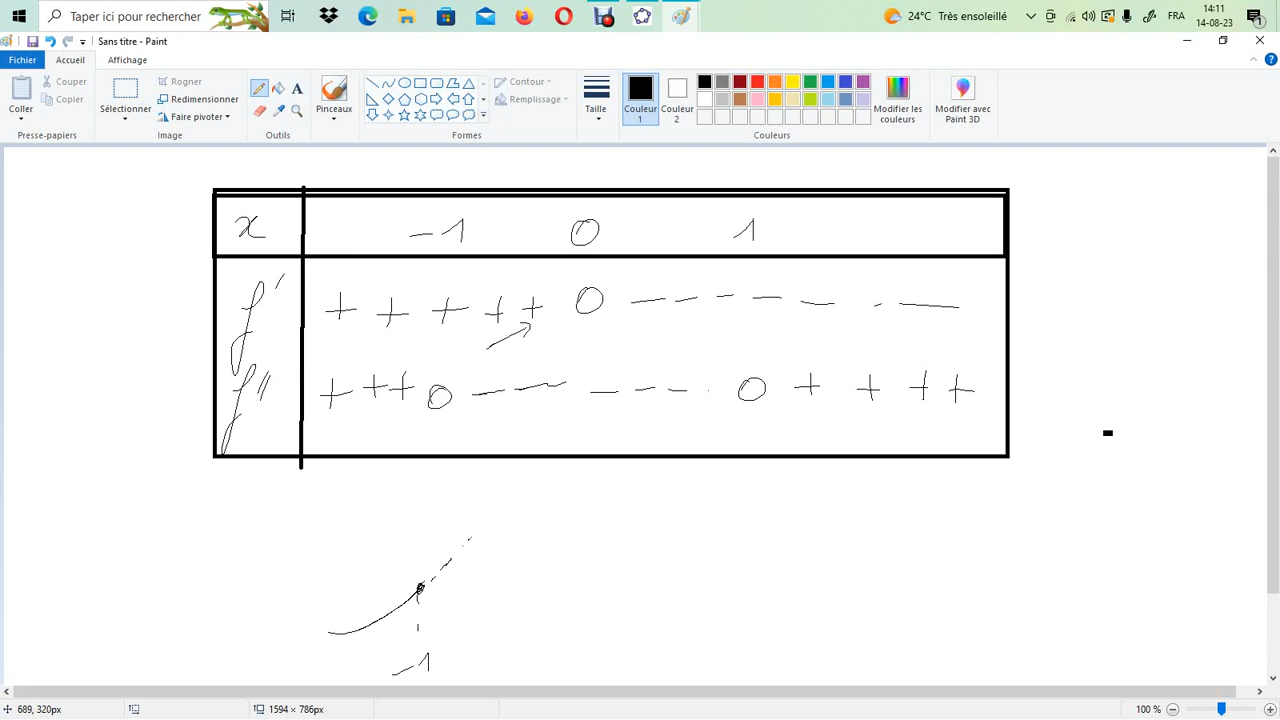 Taper ici pour rechercher
24°C Très ensoleillé
FRA
14:11
14-08-23
1
Sans titre - Paint
Fichier Accueil Affichage
Coller
Couper
Copier
Presse-papiers
Sélectionner
Rogner
Redimensionner
Faire pivoter
Image
A
Outils
Pinceaux
Formes
Contour
Remplissage
Taille
Couleur 1
Couleur 2
Modifier les couleurs
Couleurs
Modifier avec Paint 3D
x -1 0 1
f' + + + + + 0 - - - - - - -
f'' + + + 0 - - - - - 0 + + + +
-1
689, 320px
1594 × 786px
100 %